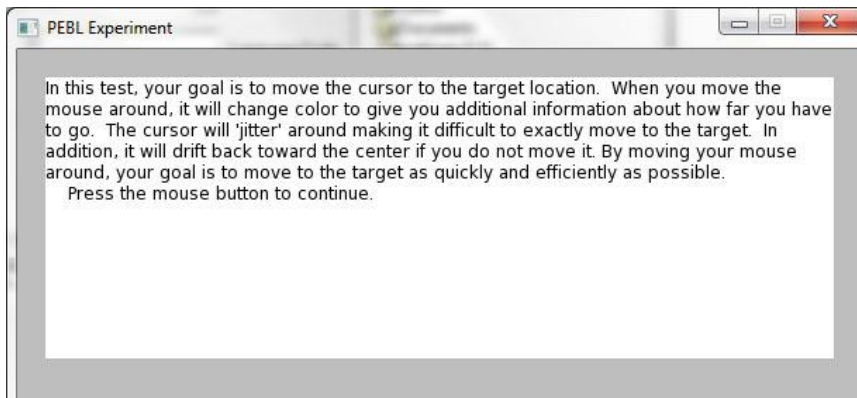 PEBL Experiment
In this test, your goal is to move the cursor to the target location.  When you move the
mouse around, it will change color to give you additional information about how far you have
to go.  The cursor will 'jitter' around making it difficult to exactly move to the target.  In
addition, it will drift back toward the center if you do not move it. By moving your mouse
around, your goal is to move to the target as quickly and efficiently as possible.
Press the mouse button to continue.